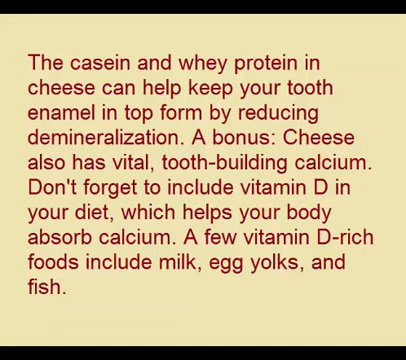 The casein and whey protein in
cheese can help keep your tooth
enamel in top form by reducing
demineralization. A bonus: Cheese
also has vital, tooth-building calcium.
Don't forget to include vitamin D in
your diet, which helps your body
absorb calcium. A few vitamin D-rich
foods include milk, egg yolks, and
fish.